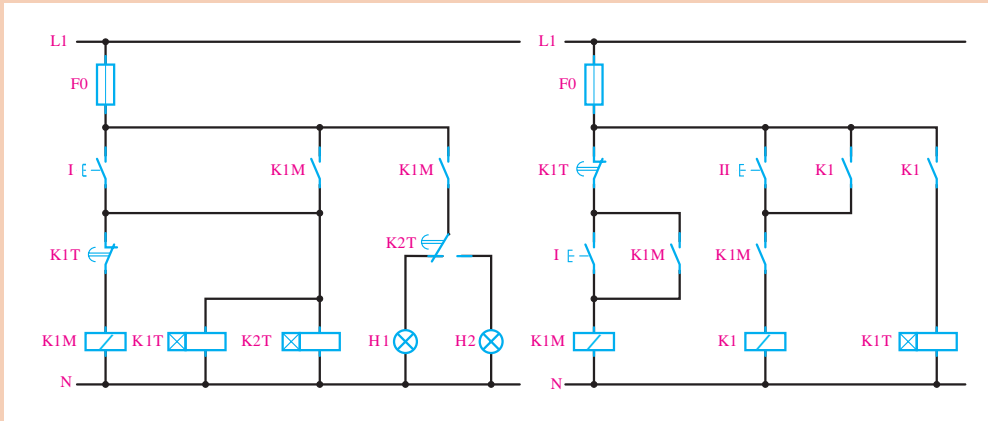 L1 L1
F0 F0
I K1M K1M K1T II K1 K1
K2T
K1T I K1M K1M
K1M K1T K2T H1 H2 K1M K1 K1T
N N